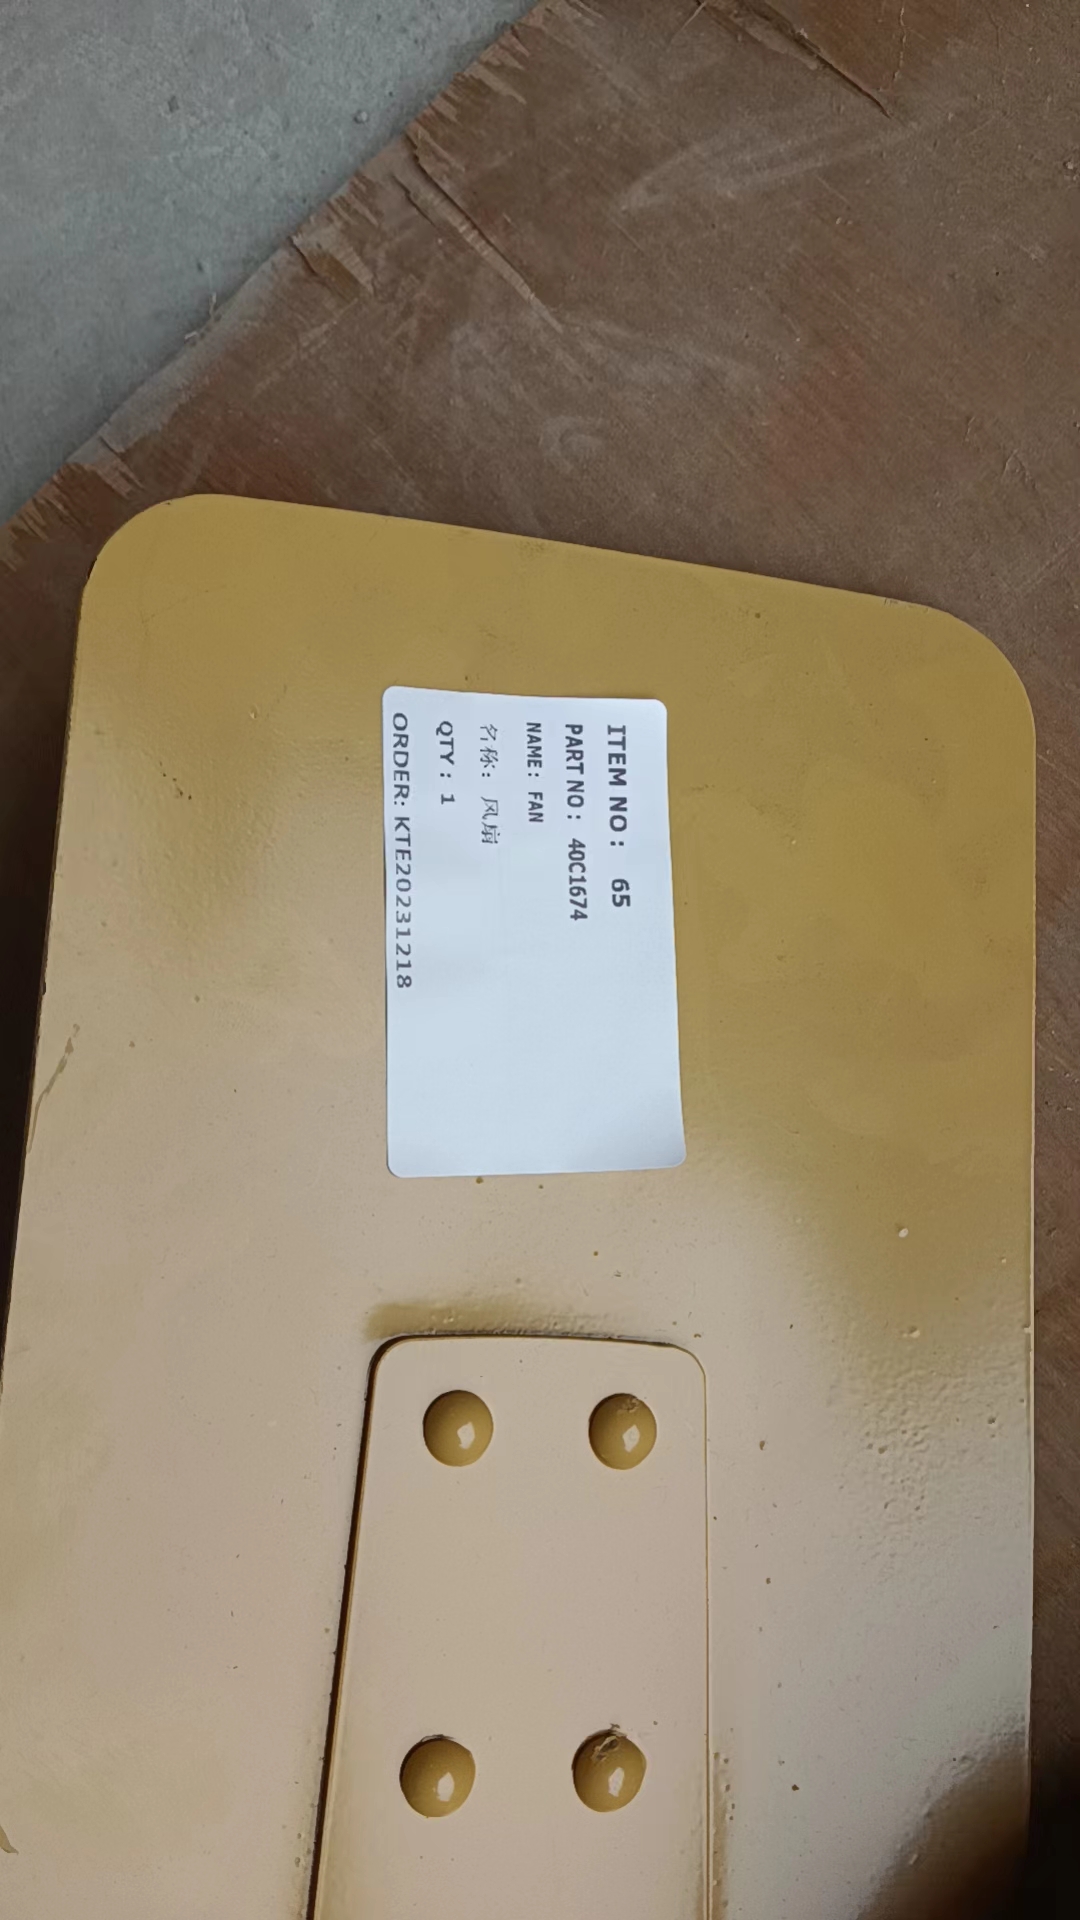 ITEM NO: 65
PART NO: 40C1674
NAME: FAN
名称: 风扇
QTY: 1
ORDER: KTE20231218